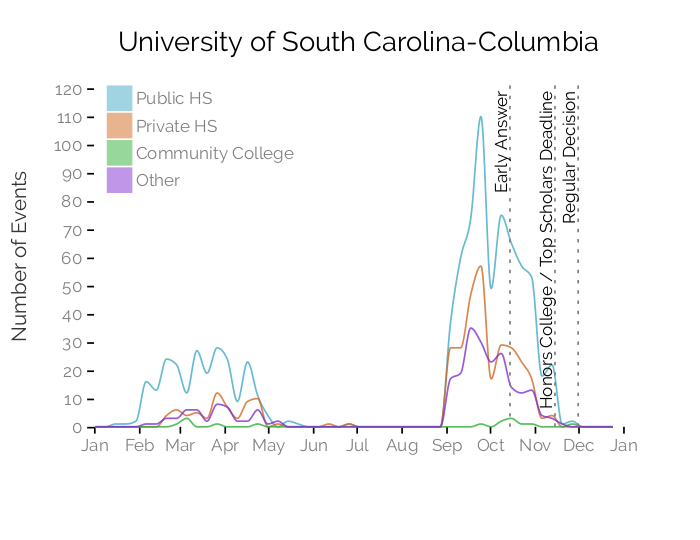 University of South Carolina-Columbia
Number of Events
120
110
100
90
80
70
60
50
40
30
20
10
0
Public HS
Private HS
Community College
Other
Early Answer
Honors College / Top Scholars Deadline
Regular Decision
Jan Feb Mar Apr May Jun Jul Aug Sep Oct Nov Dec Jan